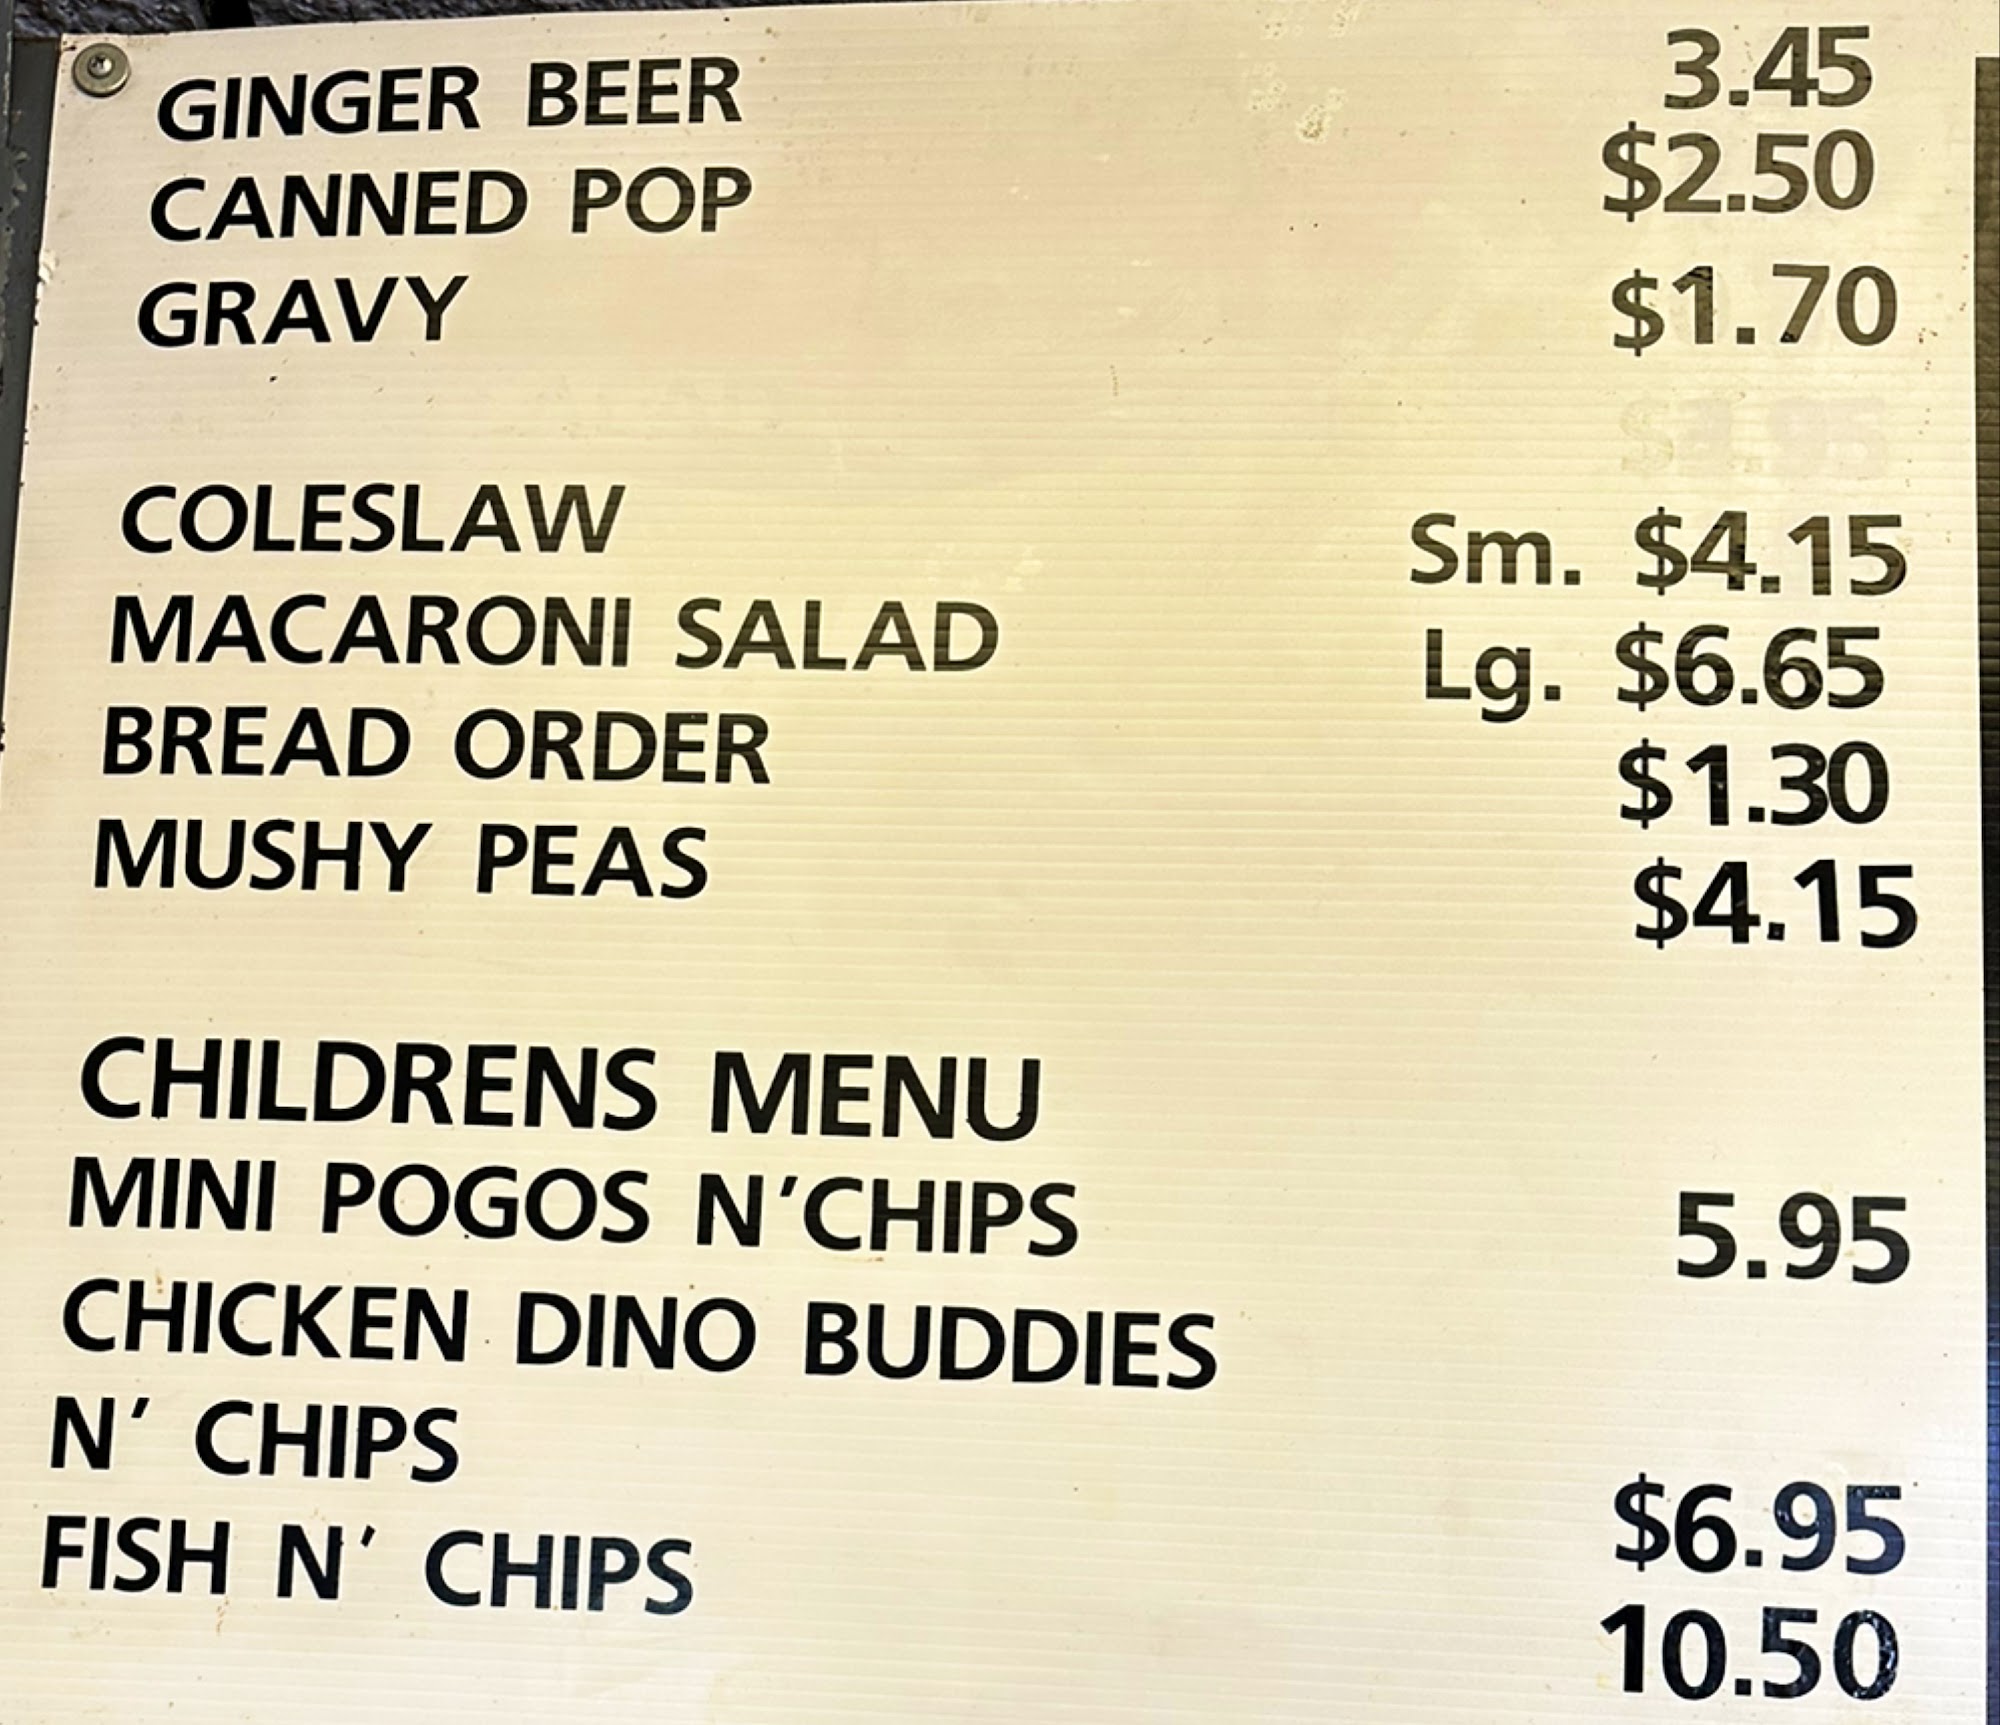 GINGER BEER 3.45
CANNED POP $2.50
GRAVY $1.70
COLESLAW Sm. $4.15
MACARONI SALAD Lg. $6.65
BREAD ORDER $1.30
MUSHY PEAS $4.15
CHILDRENS MENU
MINI POGOS N'CHIPS 5.95
CHICKEN DINO BUDDIES
N' CHIPS $6.95
FISH N' CHIPS 10.50